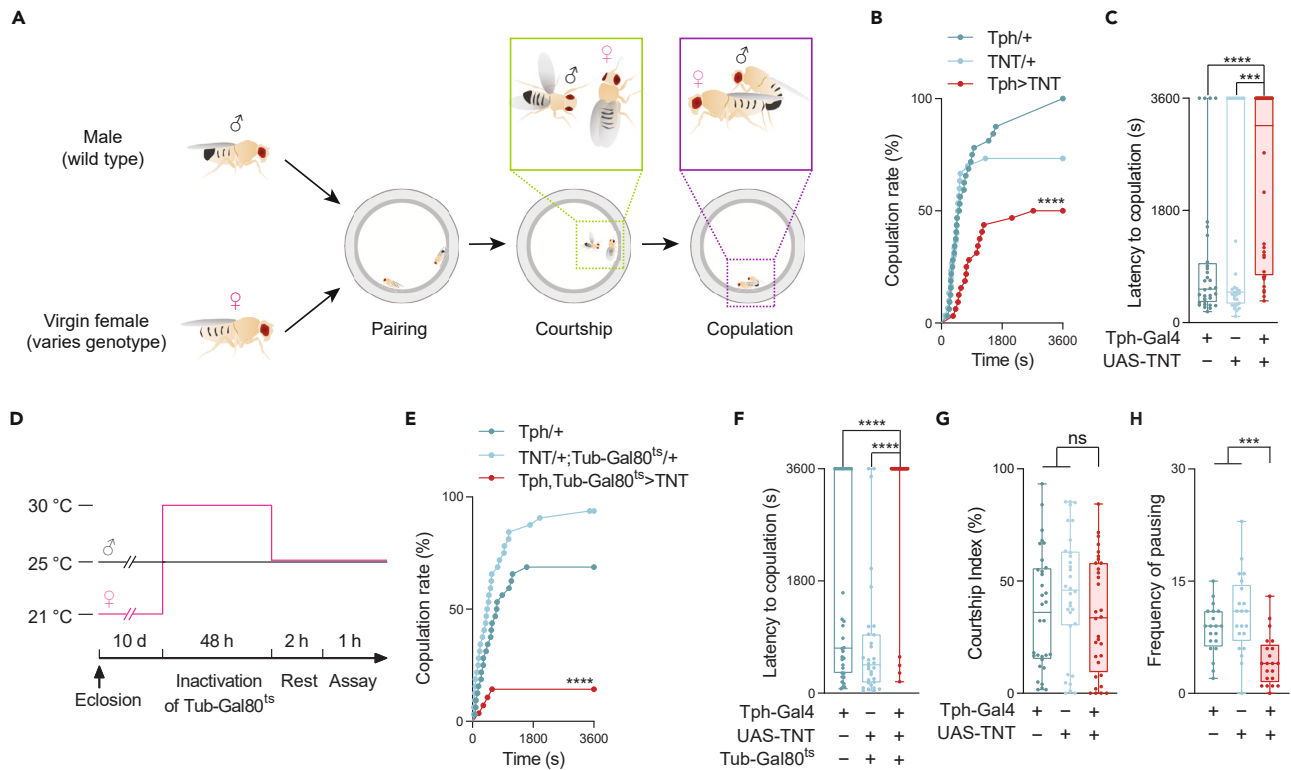 A
Male
(wild type)
♂
Virgin female
(varies genotype)
♀
Pairing
♂
♀
Courtship
♀
♂
Copulation
B
Tph/+
TNT/+
Tph>TNT
Copulation rate (%)
100
50
0
****
0
1800
3600
Time (s)
C
****
***
Latency to copulation (s)
3600
1800
0
Tph-Gal4 + − +
UAS-TNT − + +
D
30 °C
25 °C
21 °C
♂
♀
10 d
48 h
2 h
1 h
Eclosion
Inactivation
of Tub-Gal80ts
Rest
Assay
E
Tph/+
TNT/+;Tub-Gal80ts/+
Tph,Tub-Gal80ts>TNT
Copulation rate (%)
100
50
0
****
0
1800
3600
Time (s)
F
****
****
Latency to copulation (s)
3600
1800
0
Tph-Gal4 + − +
UAS-TNT − + +
Tub-Gal80ts − + +
G
ns
Courtship Index (%)
100
50
0
Tph-Gal4 + − +
UAS-TNT − + +
H
***
Frequency of pausing
30
15
0
+ − +
− + +